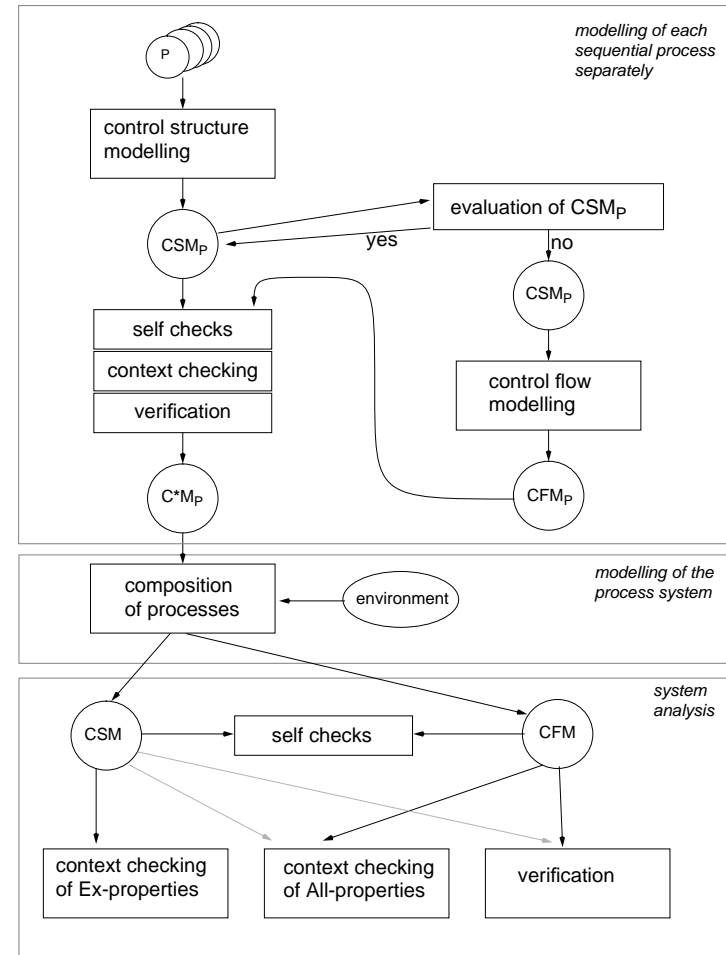 modelling of each
sequential process
separately
P
control structure
modelling
evaluation of CSMP
CSMP
yes
no
CSMP
self checks
context checking
control flow
modelling
verification
C*MP
CFMP
modelling of the
process system
composition
of processes
environment
system
analysis
CSM
self checks
CFM
context checking
of Ex-properties
context checking
of All-properties
verification